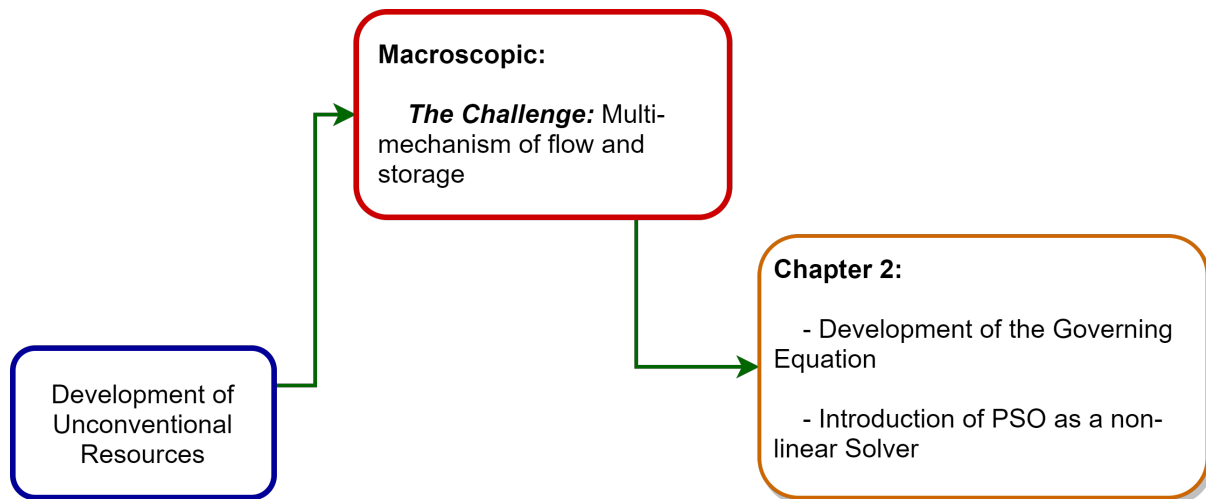 Macroscopic:
The Challenge: Multi-
mechanism of flow and
storage
Chapter 2:
- Development of the Governing
Equation
- Introduction of PSO as a non-
linear Solver
Development of
Unconventional
Resources